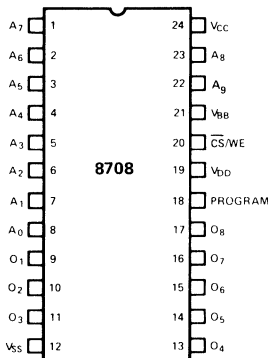 A7 1 24 VCC
A6 2 23 A8
A5 3 22 A9
A4 4 21 VBB
A3 5 20 C̅S̅/WE
A2 6 8708 19 VDD
A1 7 18 PROGRAM
A0 8 17 O8
O1 9 16 O7
O2 10 15 O6
O3 11 14 O5
VSS 12 13 O4